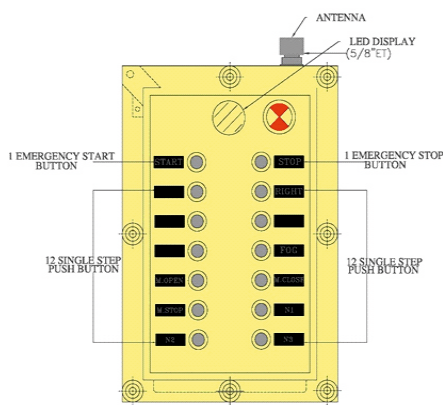 ANTENNA
LED DISPLAY
(5/8"ET)
1 EMERGENCY START
BUTTON
START
STOP
1 EMERGENCY STOP
BUTTON
RIGHT
FOG
12 SINGLE STEP
PUSH BUTTON
12 SINGLE STEP
PUSH BUTTON
W.OPEN
W.CLOSE
W.STOP
N1
N2
N3